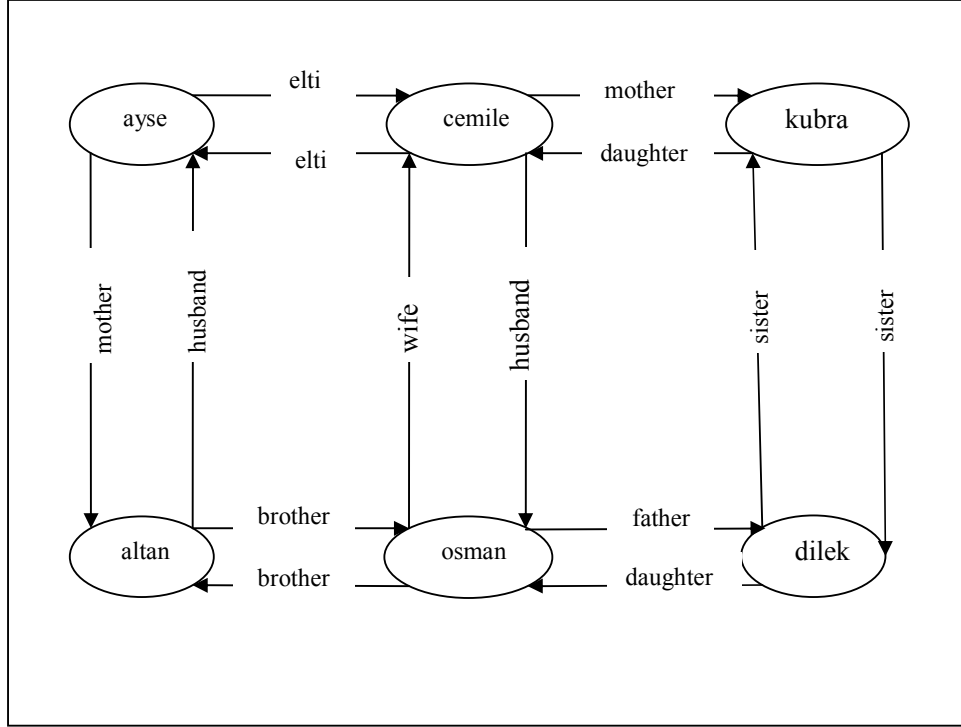 elti
ayse
cemile
mother
kubra
elti
daughter
mother
husband
wife
husband
sister
sister
brother
father
altan
osman
dilek
brother
daughter